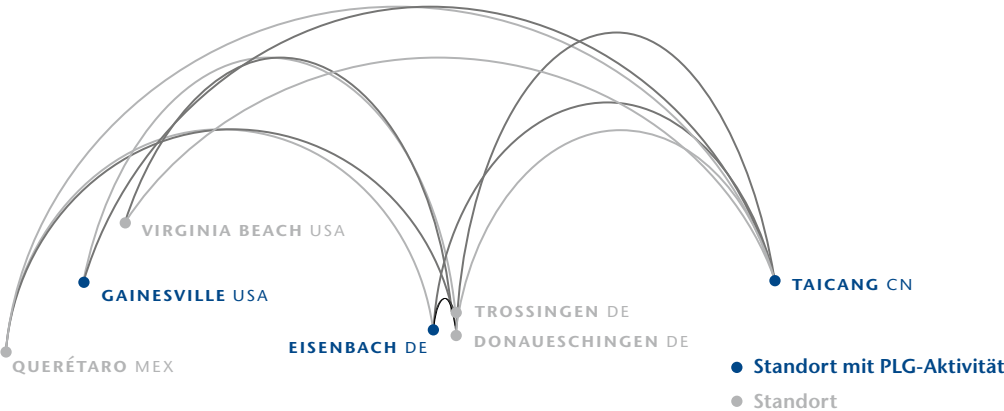 VIRGINIA BEACH USA
GAINESVILLE USA
TAICANG CN
TROSSINGEN DE
DONAUESCHINGEN DE
EISENBACH DE
QUERÉTARO MEX
Standort mit PLG-Aktivität
Standort